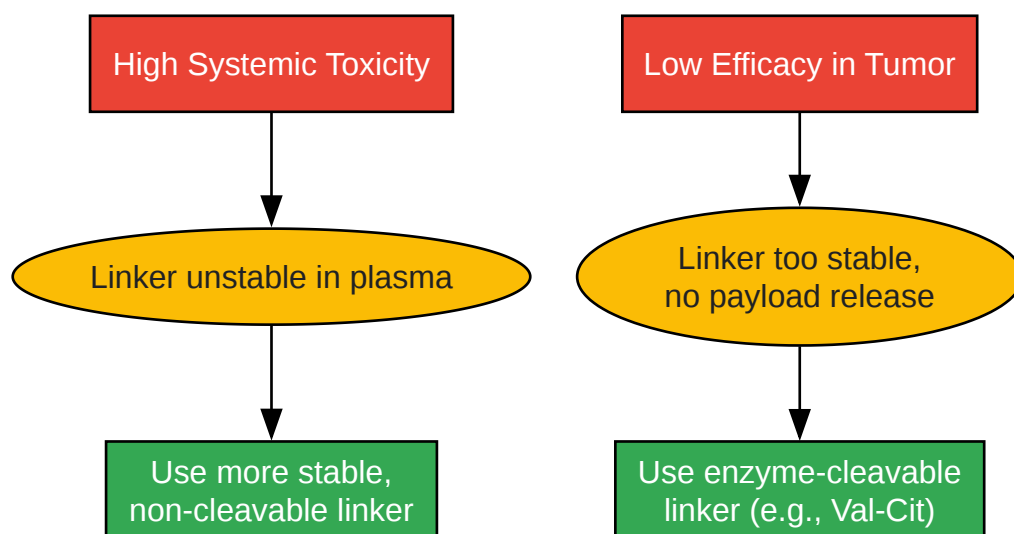 High Systemic Toxicity
Linker unstable in plasma
Use more stable,
non-cleavable linker
Low Efficacy in Tumor
Linker too stable,
no payload release
Use enzyme-cleavable
linker (e.g., Val-Cit)